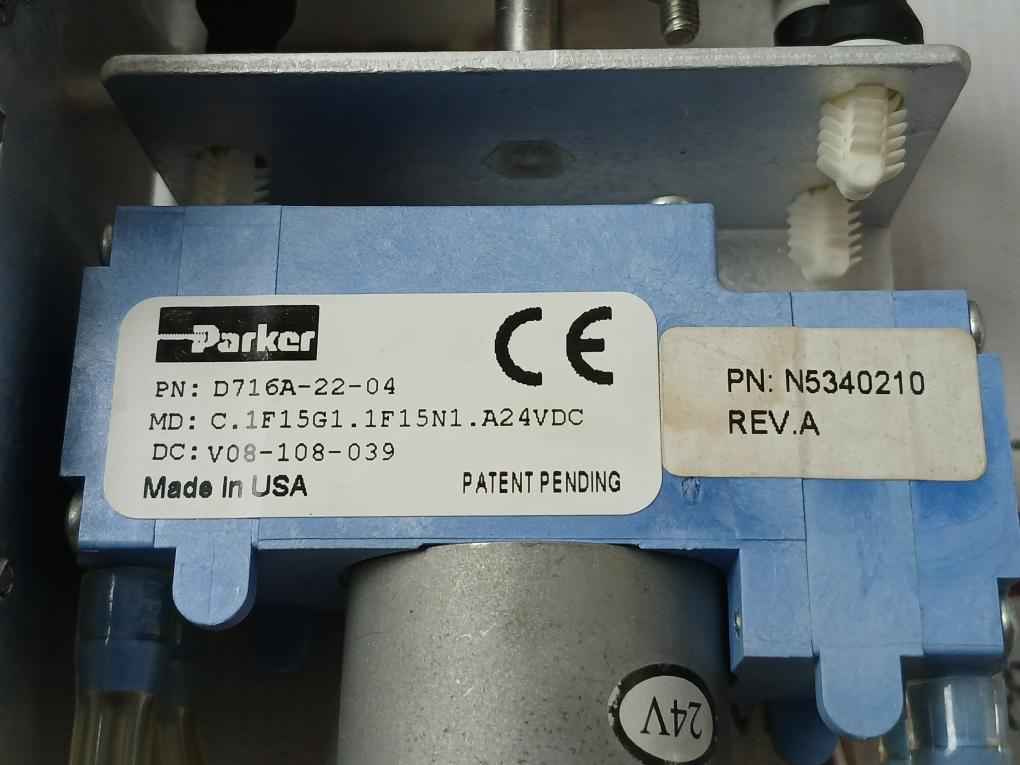 Parker
CE
PN: D716A-22-04
MD: C.1F15G1.1F15N1.A24VDC
DC: V08-108-039
Made In USA
PATENT PENDING
PN: N5340210
REV.A
24V